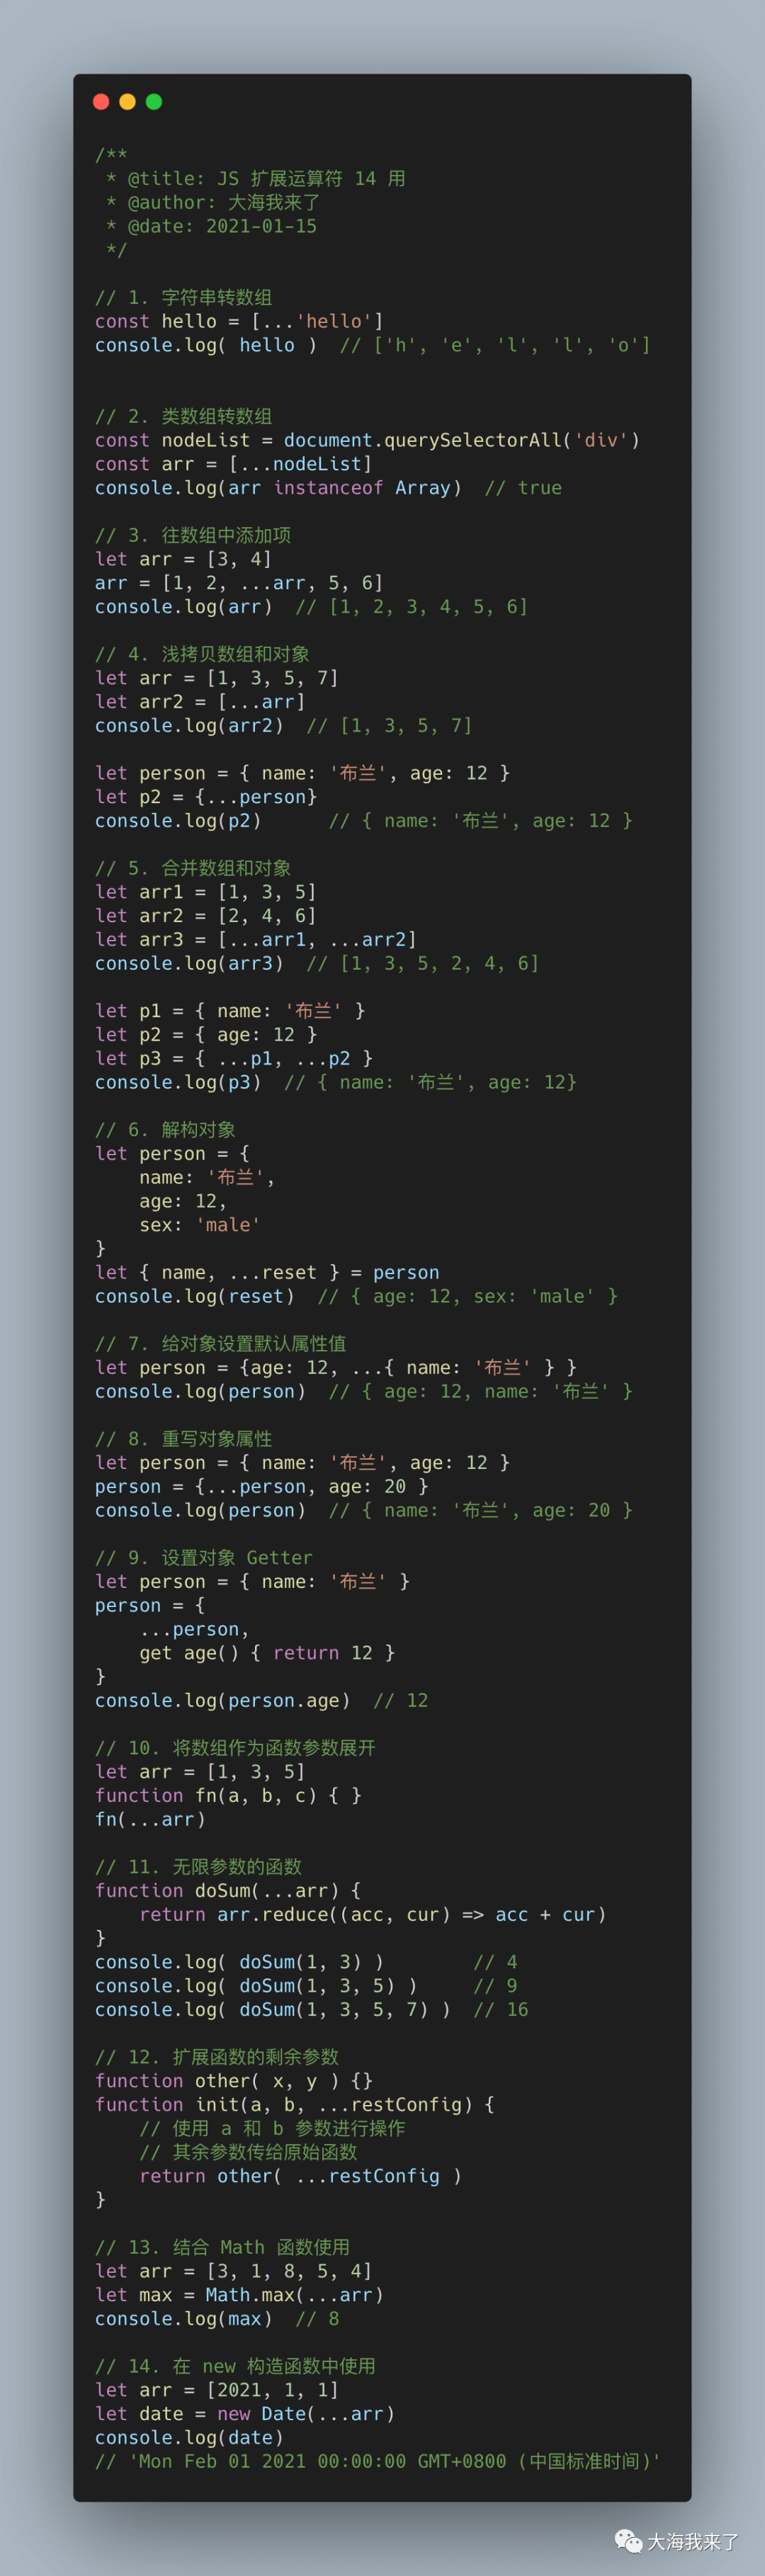 /**
 * @title: JS 扩展运算符 14 用
 * @author: 大海我来了
 * @date: 2021-01-15
 */
// 1. 字符串转数组
const hello = [...'hello']
console.log( hello )  // ['h', 'e', 'l', 'l', 'o']
// 2. 类数组转数组
const nodeList = document.querySelectorAll('div')
const arr = [...nodeList]
console.log(arr instanceof Array)  // true
// 3. 往数组中添加项
let arr = [3, 4]
arr = [1, 2, ...arr, 5, 6]
console.log(arr)  // [1, 2, 3, 4, 5, 6]
// 4. 浅拷贝数组和对象
let arr = [1, 3, 5, 7]
let arr2 = [...arr]
console.log(arr2)  // [1, 3, 5, 7]
let person = { name: '布兰', age: 12 }
let p2 = {...person}
console.log(p2)      // { name: '布兰', age: 12 }
// 5. 合并数组和对象
let arr1 = [1, 3, 5]
let arr2 = [2, 4, 6]
let arr3 = [...arr1, ...arr2]
console.log(arr3)  // [1, 3, 5, 2, 4, 6]
let p1 = { name: '布兰' }
let p2 = { age: 12 }
let p3 = { ...p1, ...p2 }
console.log(p3)  // { name: '布兰', age: 12}
// 6. 解构对象
let person = {
    name: '布兰',
    age: 12,
    sex: 'male'
}
let { name, ...reset } = person
console.log(reset)  // { age: 12, sex: 'male' }
// 7. 给对象设置默认属性值
let person = {age: 12, ...{ name: '布兰' } }
console.log(person)  // { age: 12, name: '布兰' }
// 8. 重写对象属性
let person = { name: '布兰', age: 12 }
person = {...person, age: 20 }
console.log(person)  // { name: '布兰', age: 20 }
// 9. 设置对象 Getter
let person = { name: '布兰' }
person = {
    ...person,
    get age() { return 12 }
}
console.log(person.age)  // 12
// 10. 将数组作为函数参数展开
let arr = [1, 3, 5]
function fn(a, b, c) { }
fn(...arr)
// 11. 无限参数的函数
function doSum(...arr) {
    return arr.reduce((acc, cur) => acc + cur)
}
console.log( doSum(1, 3) )        // 4
console.log( doSum(1, 3, 5) )     // 9
console.log( doSum(1, 3, 5, 7) )  // 16
// 12. 扩展函数的剩余参数
function other( x, y ) {}
function init(a, b, ...restConfig) {
    // 使用 a 和 b 参数进行操作
    // 其余参数传给原始函数
    return other( ...restConfig )
}
// 13. 结合 Math 函数使用
let arr = [3, 1, 8, 5, 4]
let max = Math.max(...arr)
console.log(max)  // 8
// 14. 在 new 构造函数中使用
let arr = [2021, 1, 1]
let date = new Date(...arr)
console.log(date)
// 'Mon Feb 01 2021 00:00:00 GMT+0800 (中国标准时间)'
大海我来了